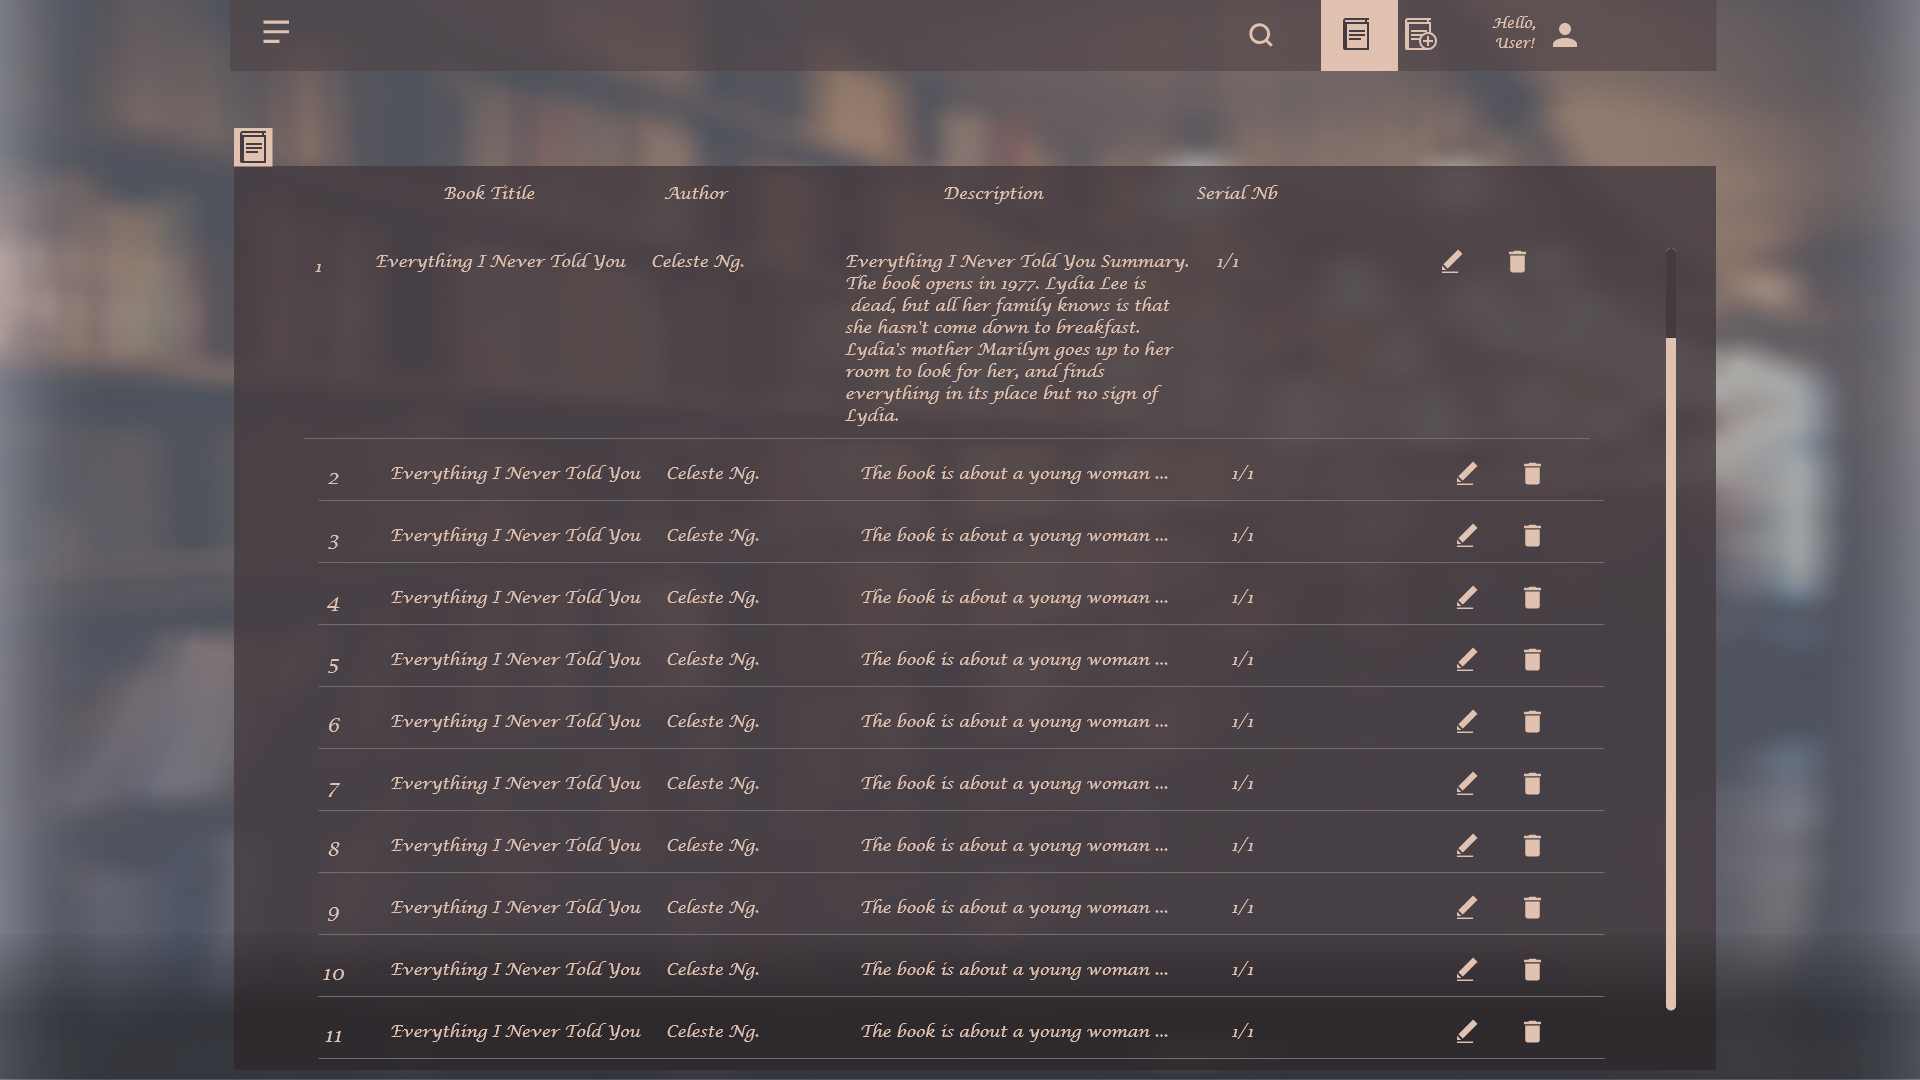 Hello,
User!
Book Titile Author Description Serial Nb
1 Everything I Never Told You Celeste Ng. Everything I Never Told You Summary. 1/1
The book opens in 1977. Lydia Lee is
dead, but all her family knows is that
she hasn't come down to breakfast.
Lydia's mother Marilyn goes up to her
room to look for her, and finds
everything in its place but no sign of
Lydia.
2 Everything I Never Told You Celeste Ng. The book is about a young woman ... 1/1
3 Everything I Never Told You Celeste Ng. The book is about a young woman ... 1/1
4 Everything I Never Told You Celeste Ng. The book is about a young woman ... 1/1
5 Everything I Never Told You Celeste Ng. The book is about a young woman ... 1/1
6 Everything I Never Told You Celeste Ng. The book is about a young woman ... 1/1
7 Everything I Never Told You Celeste Ng. The book is about a young woman ... 1/1
8 Everything I Never Told You Celeste Ng. The book is about a young woman ... 1/1
9 Everything I Never Told You Celeste Ng. The book is about a young woman ... 1/1
10 Everything I Never Told You Celeste Ng. The book is about a young woman ... 1/1
11 Everything I Never Told You Celeste Ng. The book is about a young woman ... 1/1